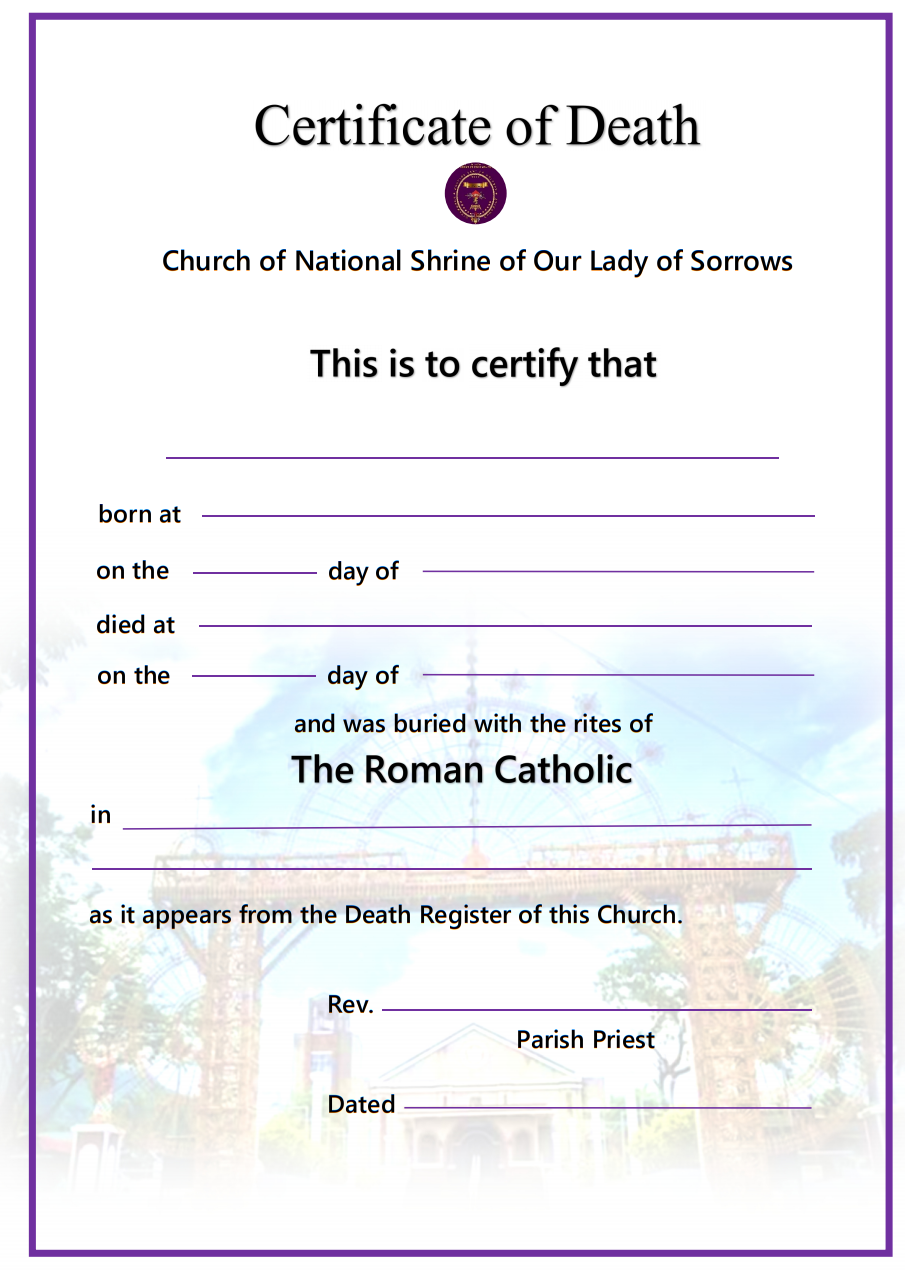 Certificate of Death
Church of National Shrine of Our Lady of Sorrows
This is to certify that
born at
on the day of
died at
on the day of
and was buried with the rites of
The Roman Catholic
in
as it appears from the Death Register of this Church.
Rev.
Parish Priest
Dated